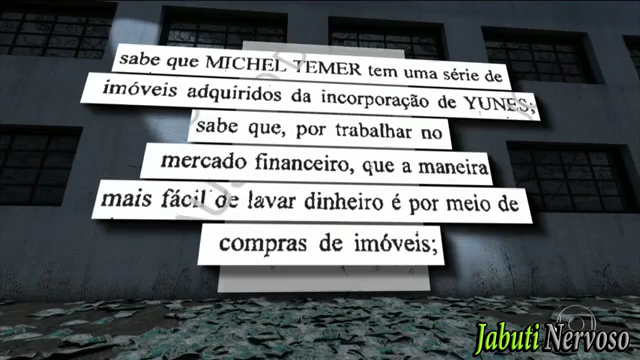 sabe que MICHEL TEMER tem uma série de
imóveis adquiridos da incorporação de YUNES;
sabe que, por trabalhar no
mercado financeiro, que a maneira
mais fácil de lavar dinheiro é por meio de
compras de imóveis;
Jabuti Nervoso